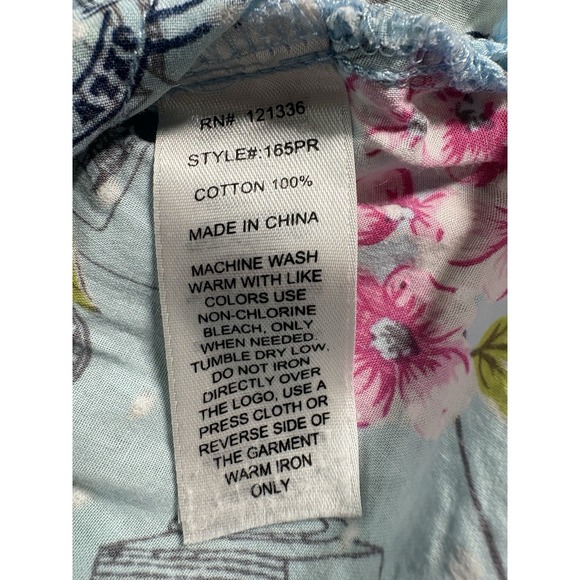 RN# 121336
STYLE#:165PR
COTTON 100%
MADE IN CHINA
MACHINE WASH
WARM WITH LIKE
COLORS USE
NON-CHLORINE
BLEACH, ONLY
WHEN NEEDED.
TUMBLE DRY LOW.
DO NOT IRON
DIRECTLY OVER
THE LOGO, USE A
PRESS CLOTH OR
REVERSE SIDE OF
THE GARMENT
WARM IRON
ONLY